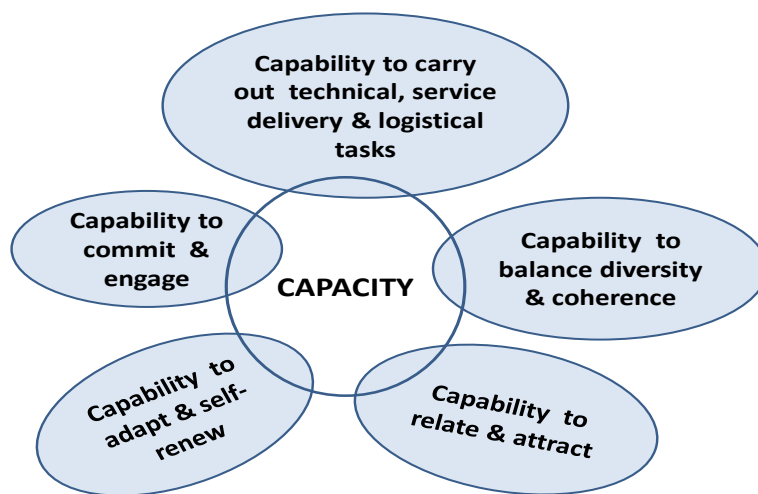 Capability to carry
out technical, service
delivery & logistical
tasks
Capability to
commit &
engage
CAPACITY
Capability to
balance diversity
& coherence
Capability to
adapt & self-
renew
Capability to
relate & attract